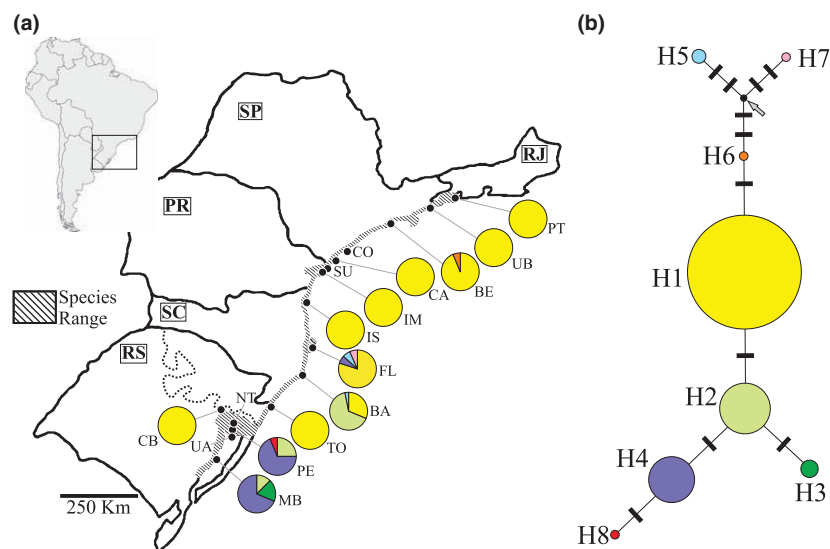 (a)
(b)
SP
RJ
PR
SC
RS
Species
Range
CO
SU
PT
UB
BE
CA
IM
IS
FL
BA
TO
NT
CB
UA
PE
MB
250 Km
H5
H7
H6
H1
H2
H4
H3
H8